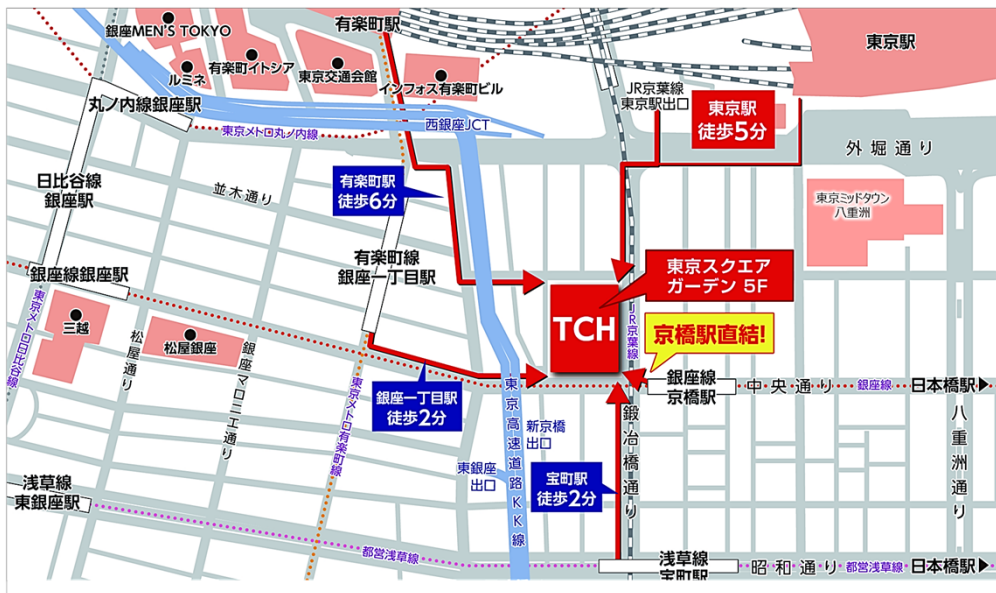 銀座MEN'S TOKYO
有楽町駅
東京駅
ルミネ
有楽町イトシア
東京交通会館
インフォス有楽町ビル
JR京葉線
東京駅出口
東京駅
徒歩5分
丸ノ内線銀座駅
東京メトロ丸ノ内線
西銀座JCT
外堀通り
日比谷線
銀座駅
並木通り
有楽町駅
徒歩6分
東京ミッドタウン
八重洲
有楽町線
銀座一丁目駅
東京スクエア
ガーデン 5F
銀座線銀座駅
TCH
JR京葉線
京橋駅直結!
三越
松屋銀座
東京メトロ日比谷線
松屋通り
銀座マロニエ通り
東京メトロ有楽町線
銀座一丁目駅
徒歩2分
東京高速道路KK線
新京橋
出口
東銀座
出口
銀座線
京橋駅
中央通り
銀座線
日本橋駅▶
鍛冶橋通り
八重洲通り
宝町駅
徒歩2分
浅草線
東銀座駅
都営浅草線
浅草線
宝町駅
昭和通り
都営浅草線
日本橋駅▶